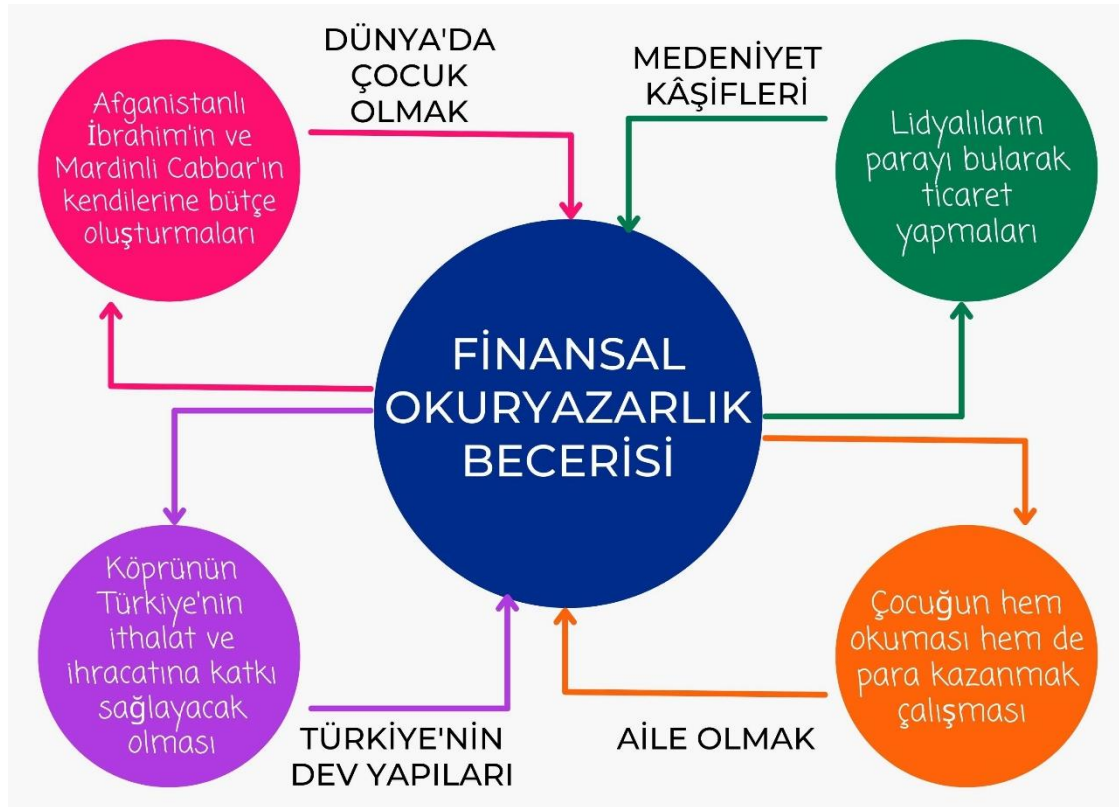 DÜNYA'DA
ÇOCUK
OLMAK
MEDENİYET
KÂŞİFLERİ
Afganistanlı
İbrahim'in ve
Mardinli Cabbar'ın
kendilerine bütçe
oluşturmaları
Lidyalıların
parayı bularak
ticaret
yapmaları
FİNANSAL
OKURYAZARLIK
BECERİSİ
Köprünün
Türkiye'nin
ithalat ve
ihracatına katkı
sağlayacak
olması
Çocuğun hem
okuması hem de
para kazanmak
çalışması
TÜRKİYE'NİN
DEV YAPILARI
AİLE OLMAK